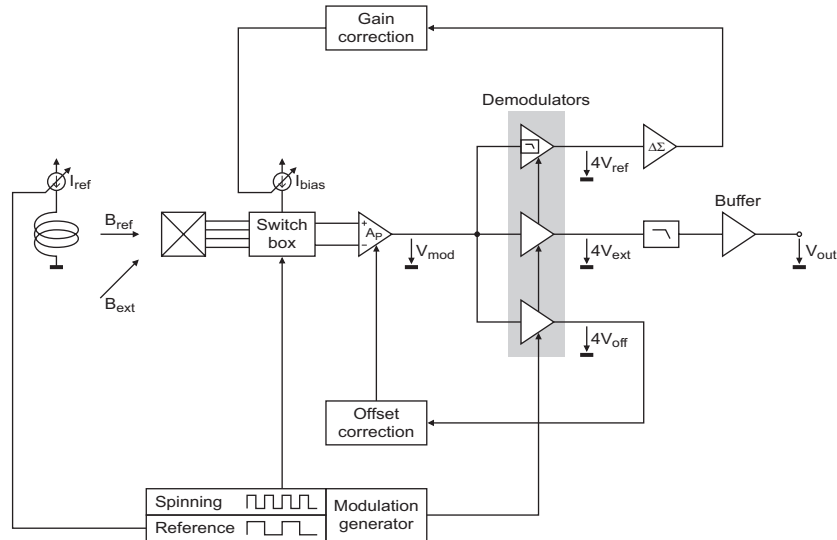 Gain
correction
Demodulators
I_ref
I_bias
ΔΣ
4V_ref
B_ref
Switch
box
+
A_P
−
Buffer
V_mod
4V_ext
V_out
B_ext
4V_off
Offset
correction
Spinning
Reference
Modulation
generator